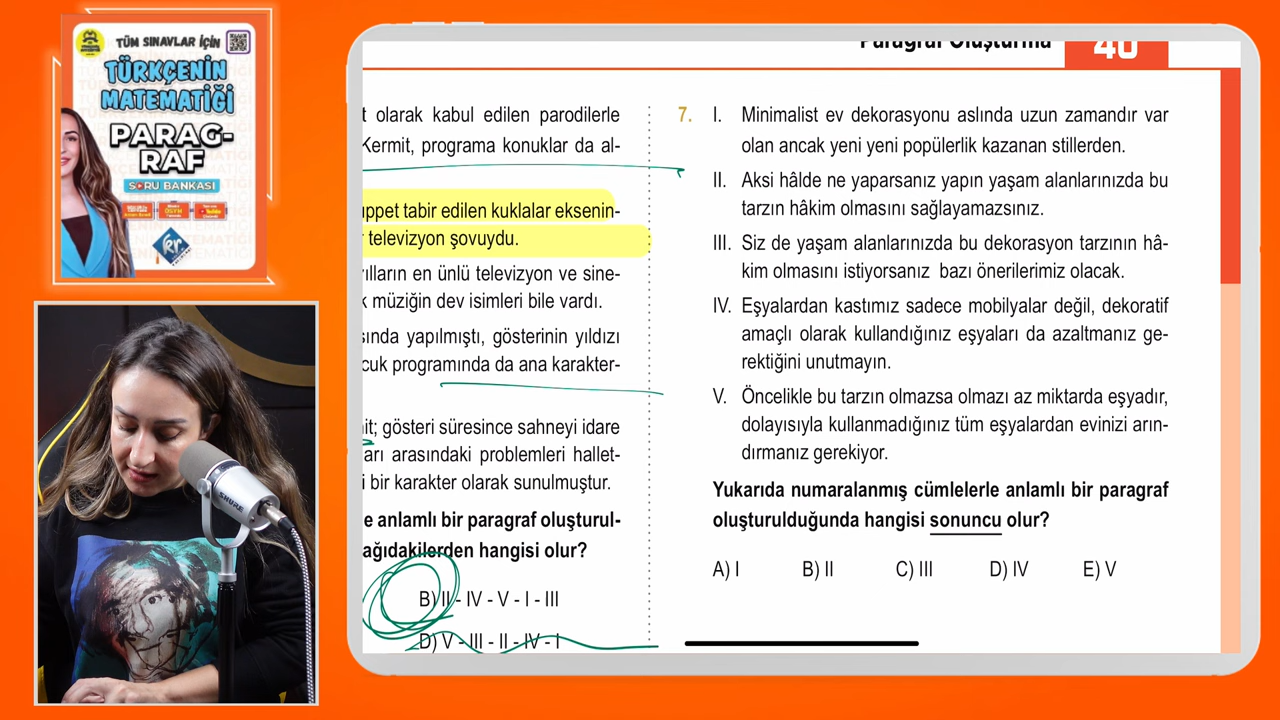 TÜM SINAVLAR İÇİN
TÜRKÇENİN
MATEMATİĞİ
PARAG-
RAF
SORU BANKASI
SHURE
Paragraf Oluşturma 40
t olarak kabul edilen parodilerle
Kermit, programa konuklar da al-
uppet tabir edilen kuklalar eksenin-
r televizyon şovuydu.
yılların en ünlü televizyon ve sine-
k müziğin dev isimleri bile vardı.
sında yapılmıştı, gösterinin yıldızı
cuk programında da ana karakter-
it; gösteri süresince sahneyi idare
arı arasındaki problemleri hallet-
i bir karakter olarak sunulmuştur.
e anlamlı bir paragraf oluşturul-
ağıdakilerden hangisi olur?
B) II - IV - V - I - III
D) V - III - II - IV - I
7. I. Minimalist ev dekorasyonu aslında uzun zamandır var
olan ancak yeni yeni popülerlik kazanan stillerden.
II. Aksi hâlde ne yaparsanız yapın yaşam alanlarınızda bu
tarzın hâkim olmasını sağlayamazsınız.
III. Siz de yaşam alanlarınızda bu dekorasyon tarzının hâ-
kim olmasını istiyorsanız bazı önerilerimiz olacak.
IV. Eşyalardan kastımız sadece mobilyalar değil, dekoratif
amaçlı olarak kullandığınız eşyaları da azaltmanız ge-
rektiğini unutmayın.
V. Öncelikle bu tarzın olmazsa olmazı az miktarda eşyadır,
dolayısıyla kullanmadığınız tüm eşyalardan evinizi arın-
dırmanız gerekiyor.
Yukarıda numaralanmış cümlelerle anlamlı bir paragraf
oluşturulduğunda hangisi sonuncu olur?
A) I B) II C) III D) IV E) V